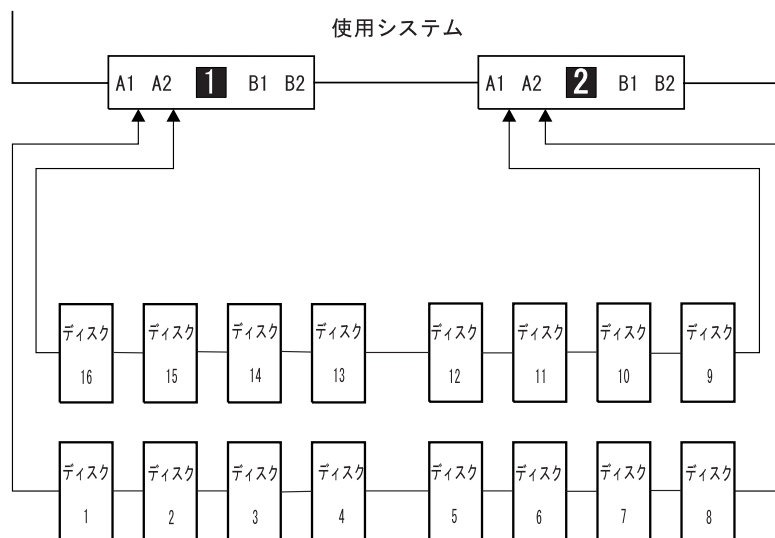 使用システム
A1 A2 1 B1 B2
A1 A2 2 B1 B2
ディスク 16
ディスク 15
ディスク 14
ディスク 13
ディスク 12
ディスク 11
ディスク 10
ディスク 9
ディスク 1
ディスク 2
ディスク 3
ディスク 4
ディスク 5
ディスク 6
ディスク 7
ディスク 8